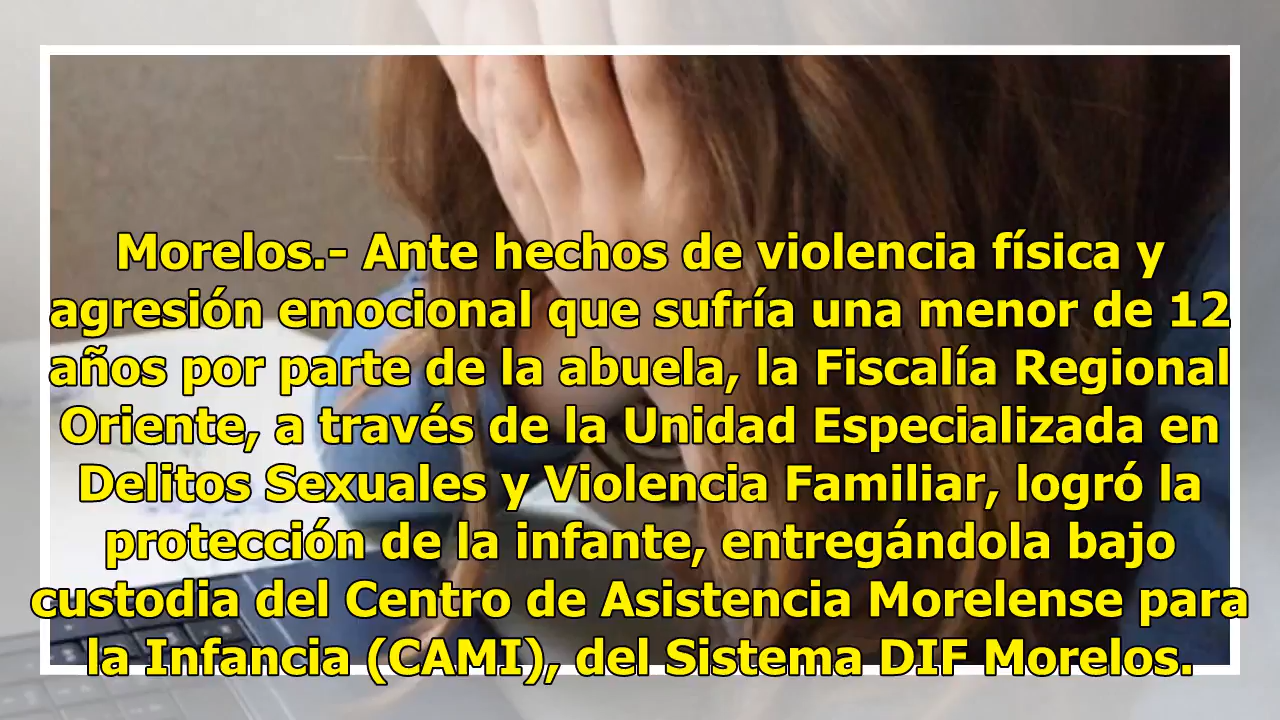 Morelos.- Ante hechos de violencia física y
agresión emocional que sufría una menor de 12
años por parte de la abuela, la Fiscalía Regional
Oriente, a través de la Unidad Especializada en
Delitos Sexuales y Violencia Familiar, logró la
protección de la infante, entregándola bajo
custodia del Centro de Asistencia Morelense para
la Infancia (CAMI), del Sistema DIF Morelos.